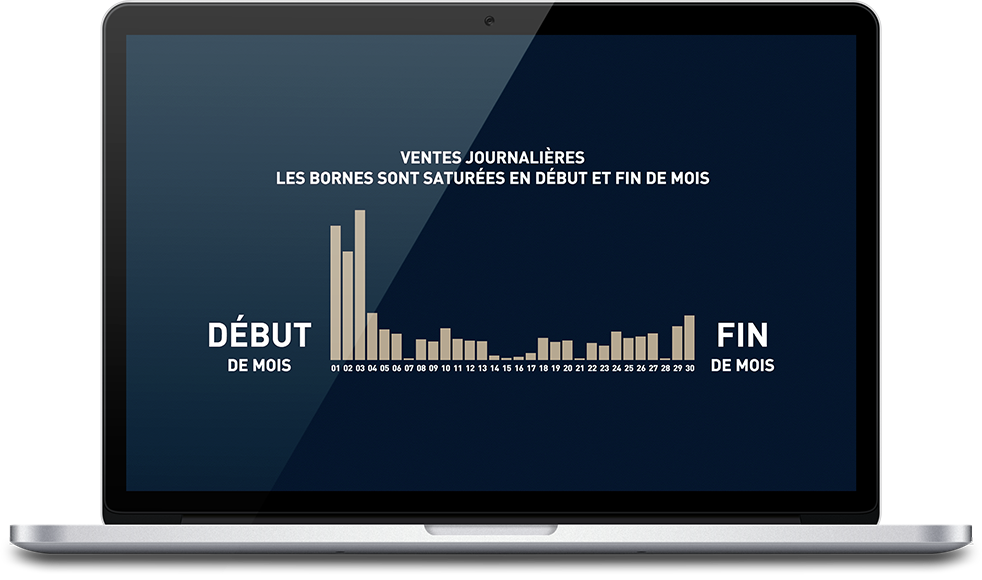 VENTES JOURNALIÈRES
LES BORNES SONT SATURÉES EN DÉBUT ET FIN DE MOIS
DÉBUT
DE MOIS
01 02 03 04 05 06 07 08 09 10 11 12 13 14 15 16 17 18 19 20 21 22 23 24 25 26 27 28 29 30
FIN
DE MOIS